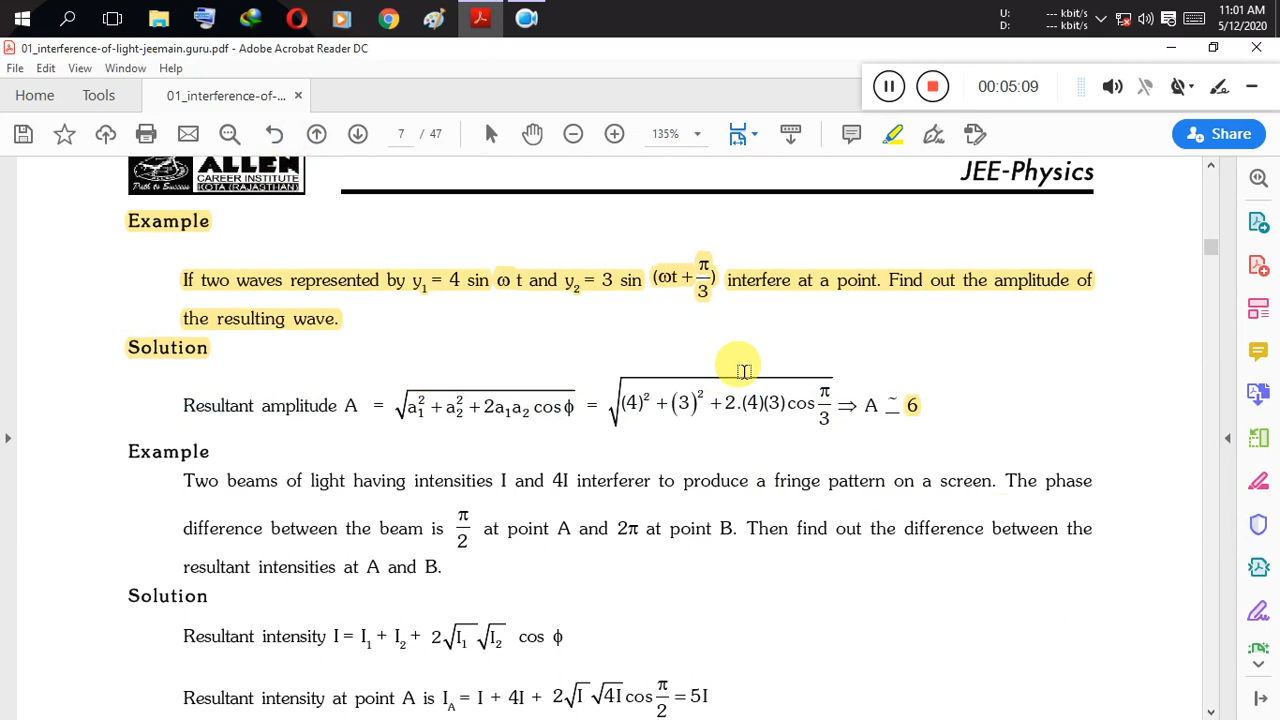 U: --- kbit/s
D: --- kbit/s
11:01 AM
5/12/2020
01_interference-of-light-jeemain.guru.pdf - Adobe Acrobat Reader DC
File Edit View Window Help
Home Tools 01_interference-of-... ×
00:05:09
7 / 47 135% Share
ALLEN
CAREER INSTITUTE
Path to Success KOTA (RAJASTHAN)
JEE-Physics
Example
If two waves represented by y₁ = 4 sin ω t and y₂ = 3 sin (ωt + π/3) interfere at a point. Find out the amplitude of
the resulting wave.
Solution
Resultant amplitude A = √(a₁² + a₂² + 2a₁a₂ cos ϕ) = √((4)² + (3)² + 2.(4)(3) cos π/3) ⇒ A ≃ 6
Example
Two beams of light having intensities I and 4I interferer to produce a fringe pattern on a screen. The phase
difference between the beam is π/2 at point A and 2π at point B. Then find out the difference between the
resultant intensities at A and B.
Solution
Resultant intensity I = I₁ + I₂ + 2√I₁ √I₂ cos ϕ
Resultant intensity at point A is I_A = I + 4I + 2√I √4I cos π/2 = 5I